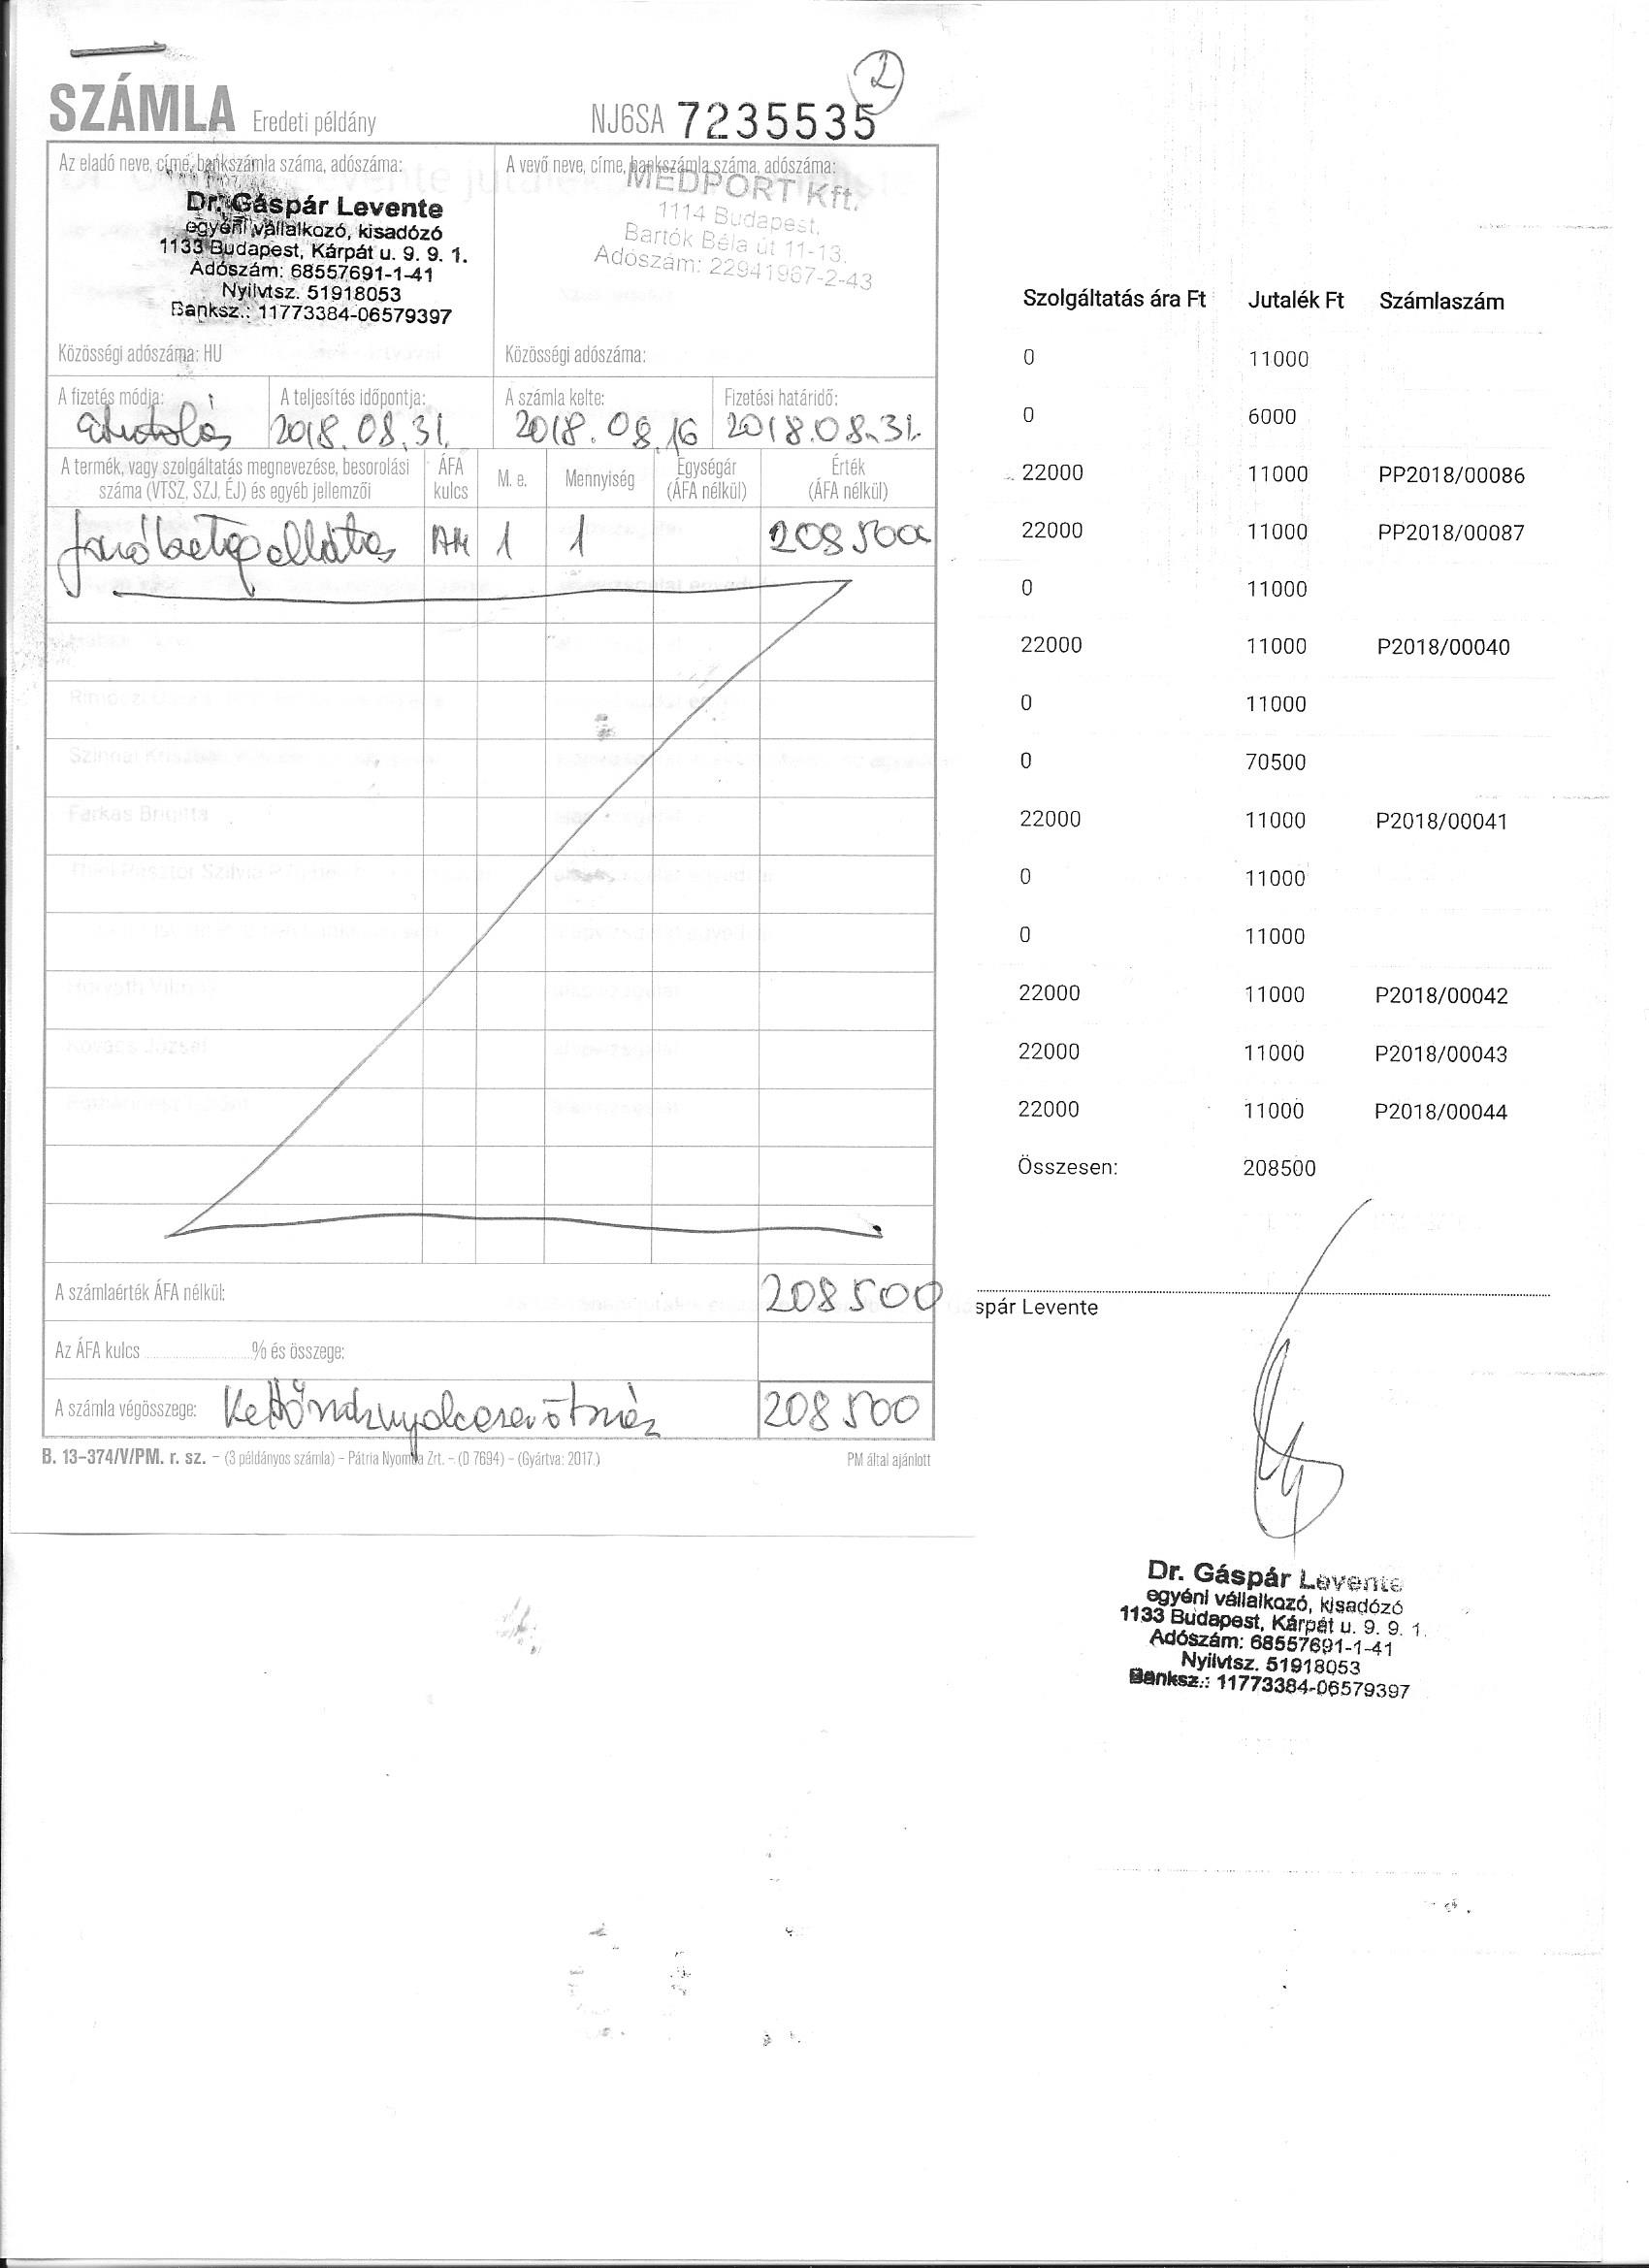 2
SZÁMLA Eredeti példány NJ6SA 7235535
Az eladó neve, címe, bankszámla száma, adószáma:
Dr. Gáspár Levente
egyéni vállalkozó, kisadózó
1133 Budapest, Kárpát u. 9. 9. 1.
Adószám: 68557691-1-41
Nyilvtsz. 51918053
Banksz.: 11773384-06579397
Közösségi adószáma: HU
A vevő neve, címe, bankszámla száma, adószáma:
MEDPORT Kft.
1114 Budapest,
Bartók Béla út 11-13.
Adószám: 22941967-2-43
Közösségi adószáma:
A fizetés módja: A teljesítés időpontja: A számla kelte: Fizetési határidő:
átutalás 2018.08.31. 2018.08.16 2018.08.31.
A termék, vagy szolgáltatás megnevezése, besorolási száma (VTSZ, SZJ, ÉJ) és egyéb jellemzői ÁFA kulcs M. e. Mennyiség Egységár (ÁFA nélkül) Érték (ÁFA nélkül)
járóbetegellátás AM 1 1 208500
Farkas Brigitta
A számlaérték ÁFA nélkül: 208500
Az ÁFA kulcs % és összege:
A számla végösszege: 208500
B. 13-374/V/PM. r. sz. – (3 példányos számla) – Pátria Nyomda Zrt. – (D 7694) – (Gyártva: 2017.) PM által ajánlott
Szolgáltatás ára Ft Jutalék Ft Számlaszám
0 11000
0 6000
22000 11000 PP2018/00086
22000 11000 PP2018/00087
0 11000
22000 11000 P2018/00040
0 11000
0 70500
22000 11000 P2018/00041
0 11000
0 11000
22000 11000 P2018/00042
22000 11000 P2018/00043
22000 11000 P2018/00044
Összesen: 208500
spár Levente
Dr. Gáspár Levente
egyéni vállalkozó, kisadózó
1133 Budapest, Kárpát u. 9. 9. 1.
Adószám: 68557691-1-41
Nyilvtsz. 51918053
Banksz.: 11773384-06579397